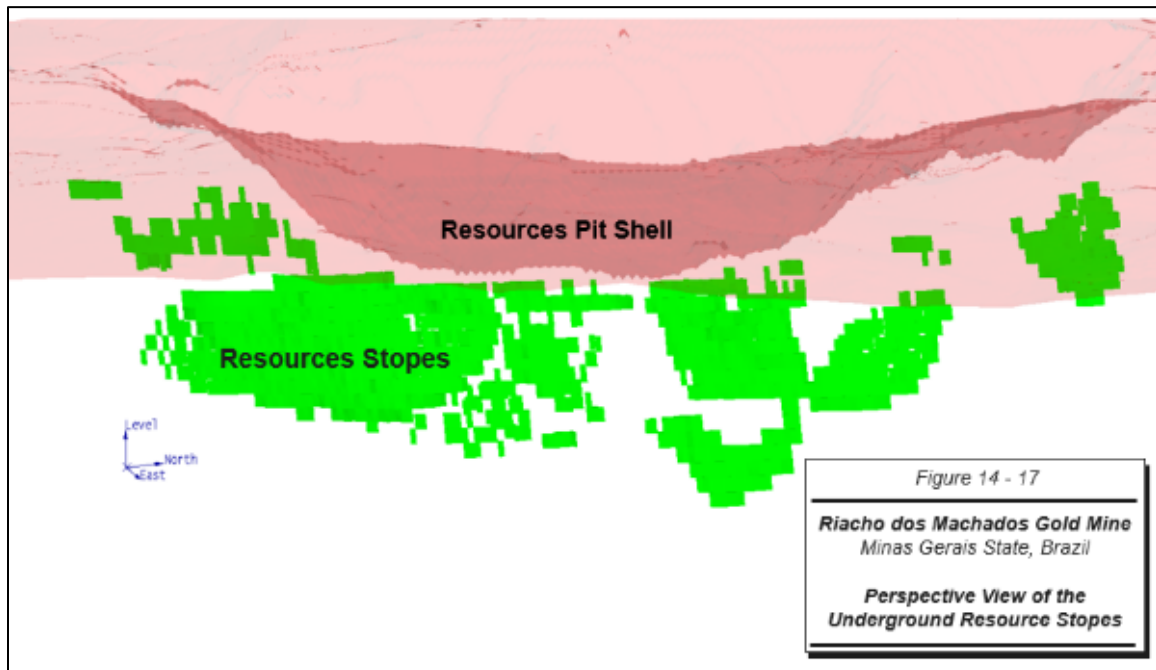 Resources Pit Shell
Resources Stopes
Level
North
East
Figure 14 - 17
Riacho dos Machados Gold Mine
Minas Gerais State, Brazil
Perspective View of the
Underground Resource Stopes